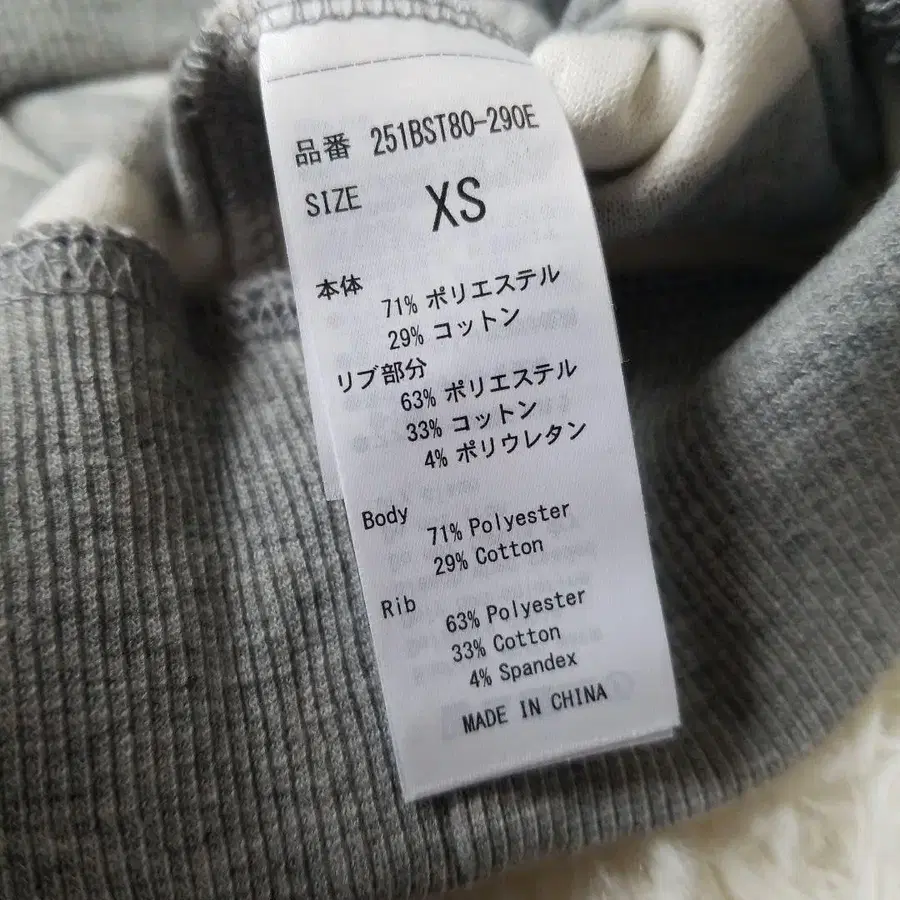 品番 251BST80-290E
SIZE XS
本体
71% ポリエステル
29% コットン
リブ部分
63% ポリエステル
33% コットン
4% ポリウレタン
Body
71% Polyester
29% Cotton
Rib
63% Polyester
33% Cotton
4% Spandex
MADE IN CHINA